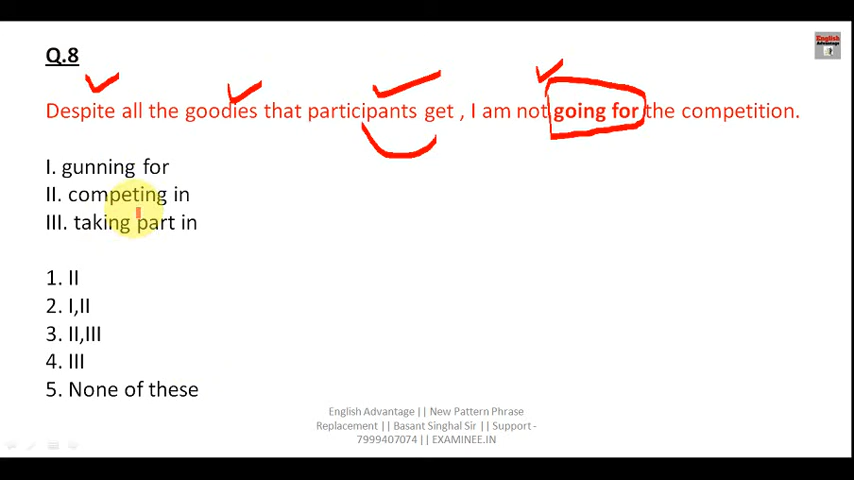 English
Advantage
Q.8
Despite all the goodies that participants get , I am not going for the competition.
I. gunning for
II. competing in
III. taking part in
1. II
2. I,II
3. II,III
4. III
5. None of these
English Advantage || New Pattern Phrase
Replacement || Basant Singhal Sir || Support -
7999407074 || EXAMINEE.IN